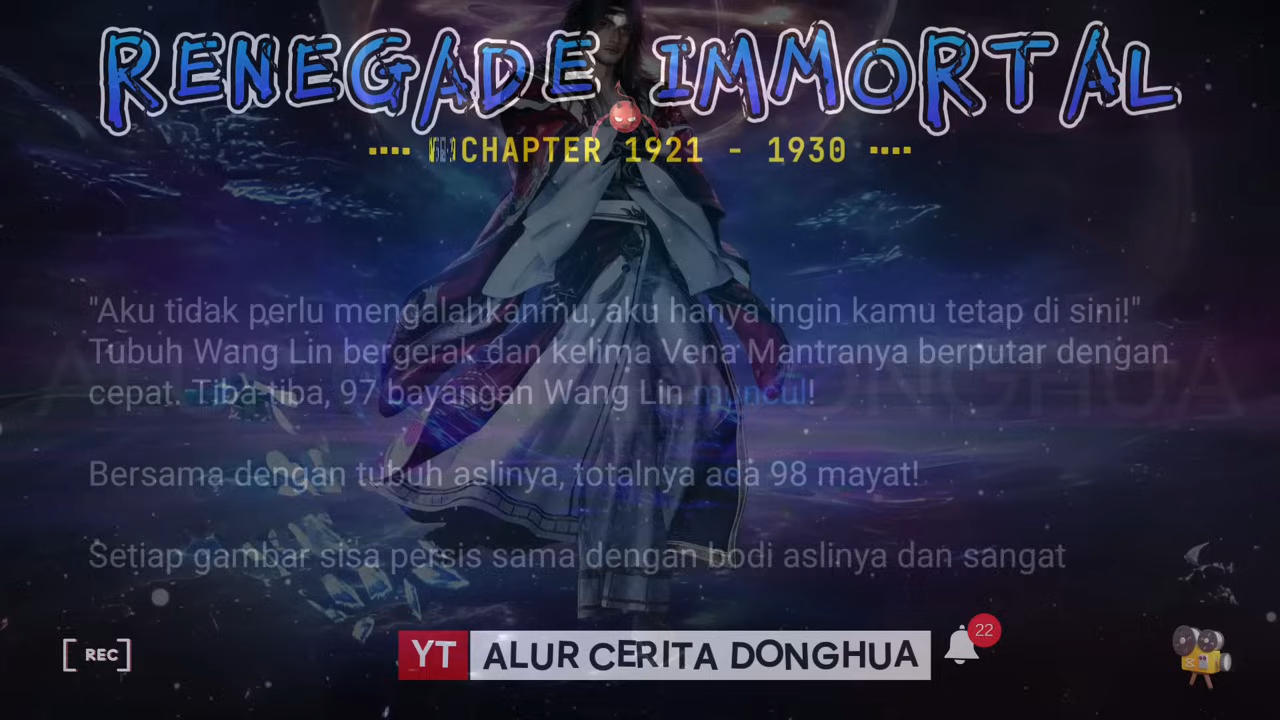 RENEGADE IMMORTAL
CHAPTER 1921 - 1930
"Aku tidak perlu mengalahkanmu, aku hanya ingin kamu tetap di sini!"
Tubuh Wang Lin bergerak dan kelima Vena Mantranya berputar dengan
cepat. Tiba-tiba, 97 bayangan Wang Lin muncul!
Bersama dengan tubuh aslinya, totalnya ada 98 mayat!
Setiap gambar sisa persis sama dengan bodi aslinya dan sangat
REC
YT ALUR CERITA DONGHUA
22